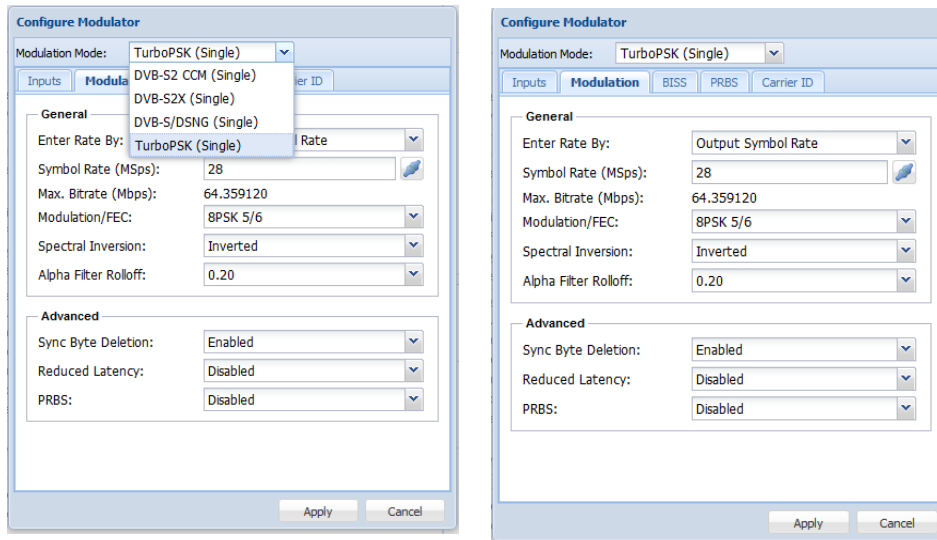 Configure Modulator
Modulation Mode: TurboPSK (Single)
DVB-S2 CCM (Single)
DVB-S2X (Single)
DVB-S/DSNG (Single)
TurboPSK (Single)
Inputs Modula ier ID
General
Enter Rate By: l Rate
Symbol Rate (MSps): 28
Max. Bitrate (Mbps): 64.359120
Modulation/FEC: 8PSK 5/6
Spectral Inversion: Inverted
Alpha Filter Rolloff: 0.20
Advanced
Sync Byte Deletion: Enabled
Reduced Latency: Disabled
PRBS: Disabled
Apply Cancel
Configure Modulator
Modulation Mode: TurboPSK (Single)
Inputs Modulation BISS PRBS Carrier ID
General
Enter Rate By: Output Symbol Rate
Symbol Rate (MSps): 28
Max. Bitrate (Mbps): 64.359120
Modulation/FEC: 8PSK 5/6
Spectral Inversion: Inverted
Alpha Filter Rolloff: 0.20
Advanced
Sync Byte Deletion: Enabled
Reduced Latency: Disabled
PRBS: Disabled
Apply Cancel